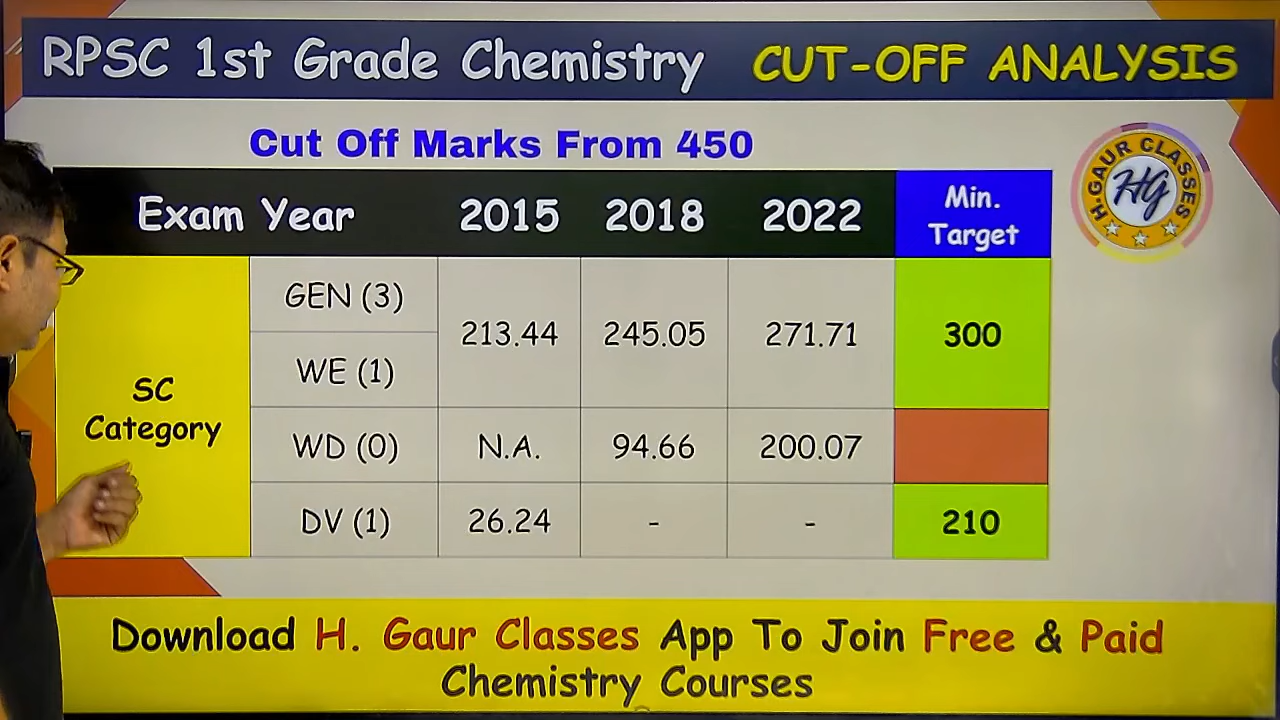 RPSC 1st Grade Chemistry CUT-OFF ANALYSIS
Cut Off Marks From 450
H·GAUR CLASSES
HG
Exam Year 2015 2018 2022 Min. Target
SC Category
GEN (3)
WE (1)
213.44 245.05 271.71 300
WD (0) N.A. 94.66 200.07
DV (1) 26.24 - - 210
Download H. Gaur Classes App To Join Free & Paid
Chemistry Courses